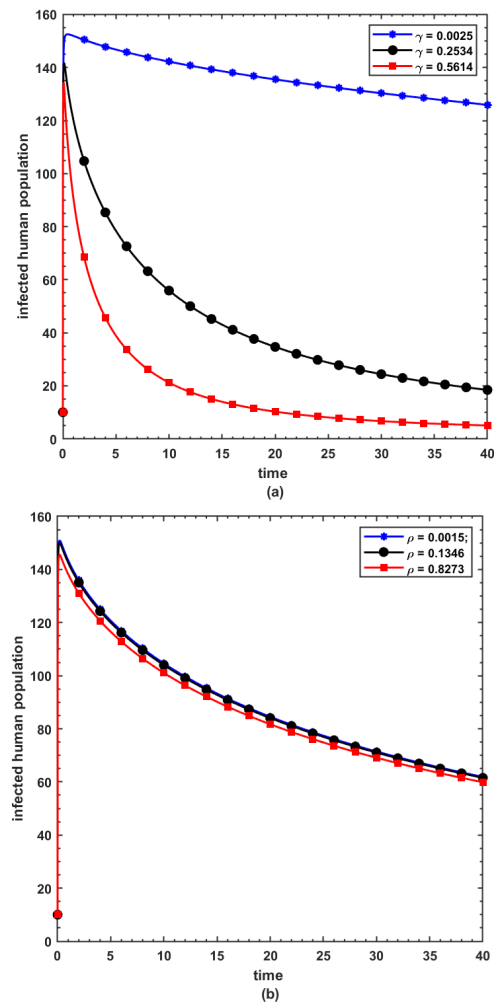 160
140
120
100
80
60
40
20
0
infected human population
γ = 0.0025
γ = 0.2534
γ = 0.5614
0 5 10 15 20 25 30 35 40
time
(a)
160
140
120
100
80
60
40
20
0
infected human population
ρ = 0.0015;
ρ = 0.1346
ρ = 0.8273
0 5 10 15 20 25 30 35 40
time
(b)